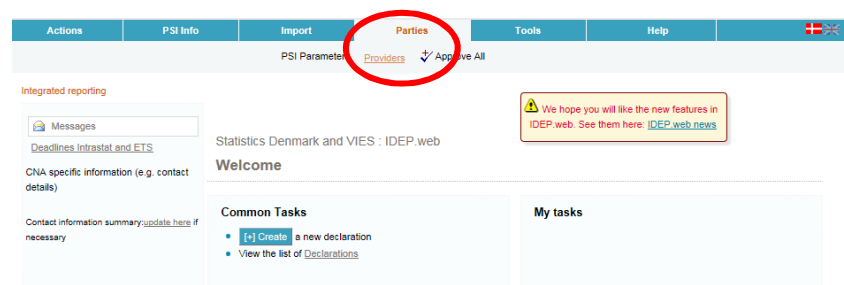 Actions PSI Info Import Parties Tools Help
PSI Parameter Providers Approve All
Integrated reporting
Messages
Deadlines Intrastat and ETS
CNA specific information (e.g. contact
details)
Contact information summary:update here if
necessary
We hope you will like the new features in
IDEP.web. See them here: IDEP.web news
Statistics Denmark and VIES : IDEP.web
Welcome
Common Tasks
[+] Create a new declaration
View the list of Declarations
My tasks